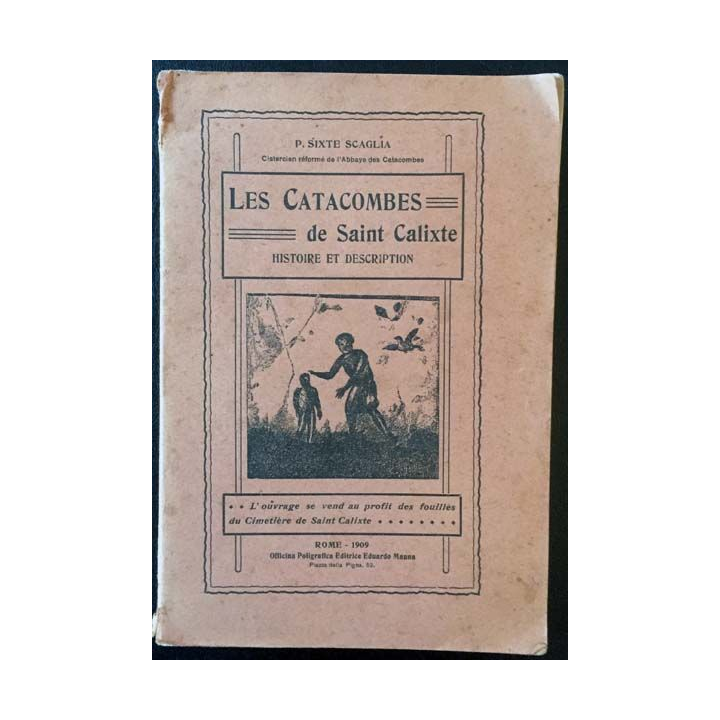 P. SIXTE SCAGLIA
Cistercien réformé de l'Abbaye des Catacombes
LES CATACOMBES
de Saint Calixte
HISTOIRE ET DESCRIPTION
L'ouvrage se vend au profit des fouilles
du Cimetière de Saint Calixte
ROME - 1909
Officina Poligrafica Editrice Eduardo Manna
Piazza della Pigna, 53.